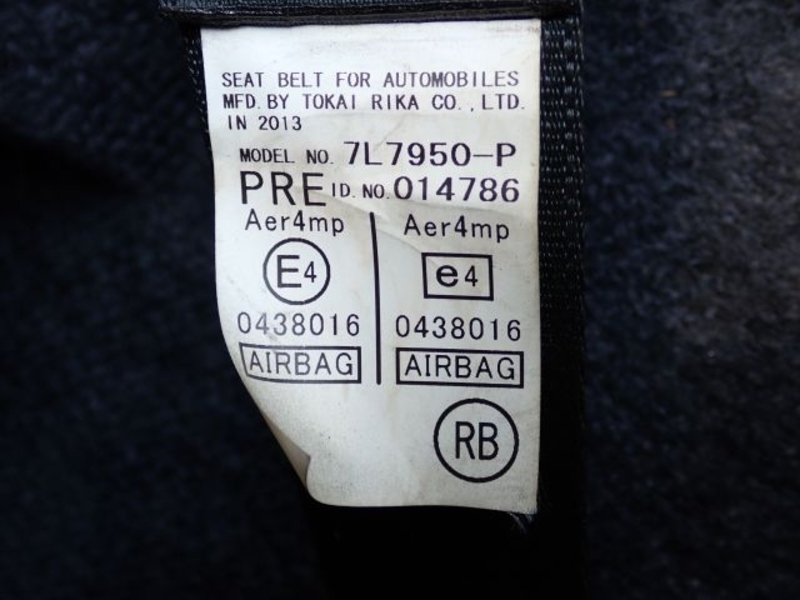 SEAT BELT FOR AUTOMOBILES
MFD. BY TOKAI RIKA CO., LTD.
IN 2013
MODEL NO. 7L7950-P
PRE ID. NO. 014786
Aer4mp Aer4mp
E4 e4
0438016 0438016
AIRBAG AIRBAG
RB